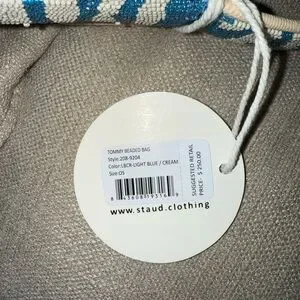 TOMMY BEADED BAG
Style:208-9204
Color:LBCR-LIGHT BLUE / CREAM
Size:OS
SUGGESTED RETAIL
PRICE: $ 250.00
www.staud.clothing